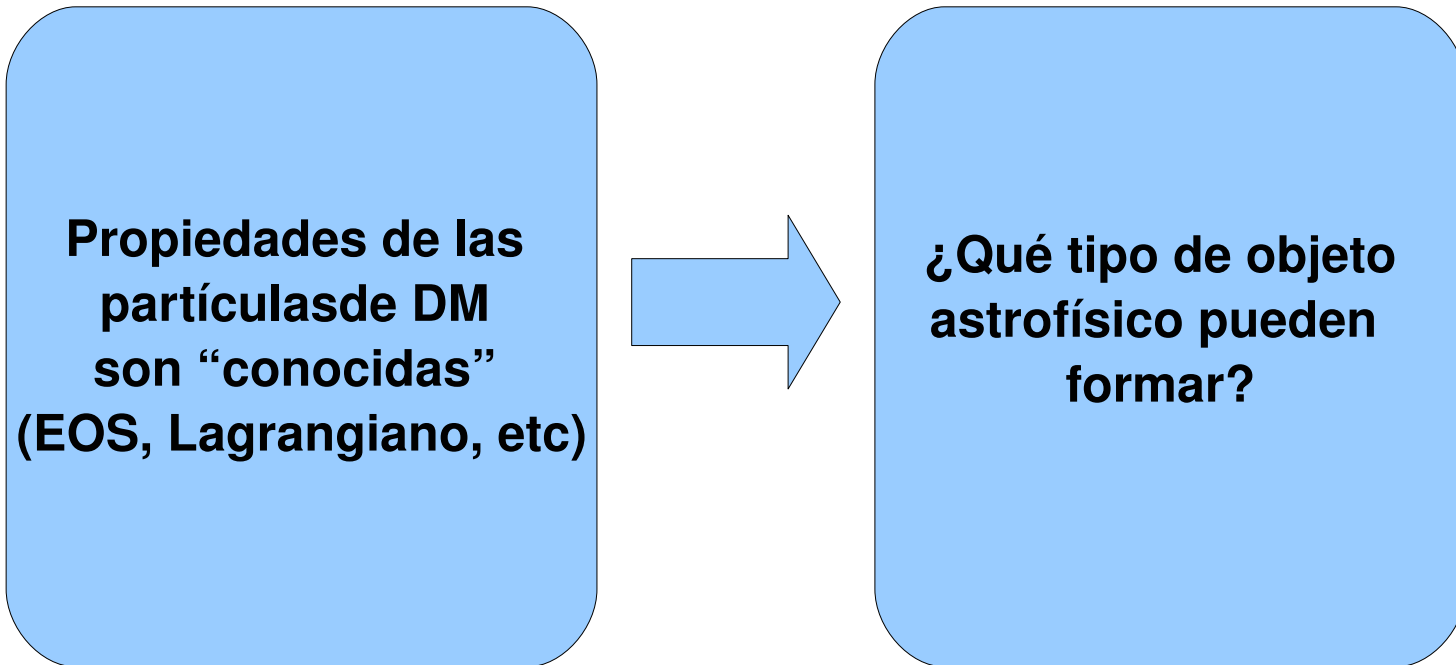 Propiedades de las
partículasde DM
son “conocidas”
(EOS, Lagrangiano, etc)
¿Qué tipo de objeto
astrofísico pueden
formar?